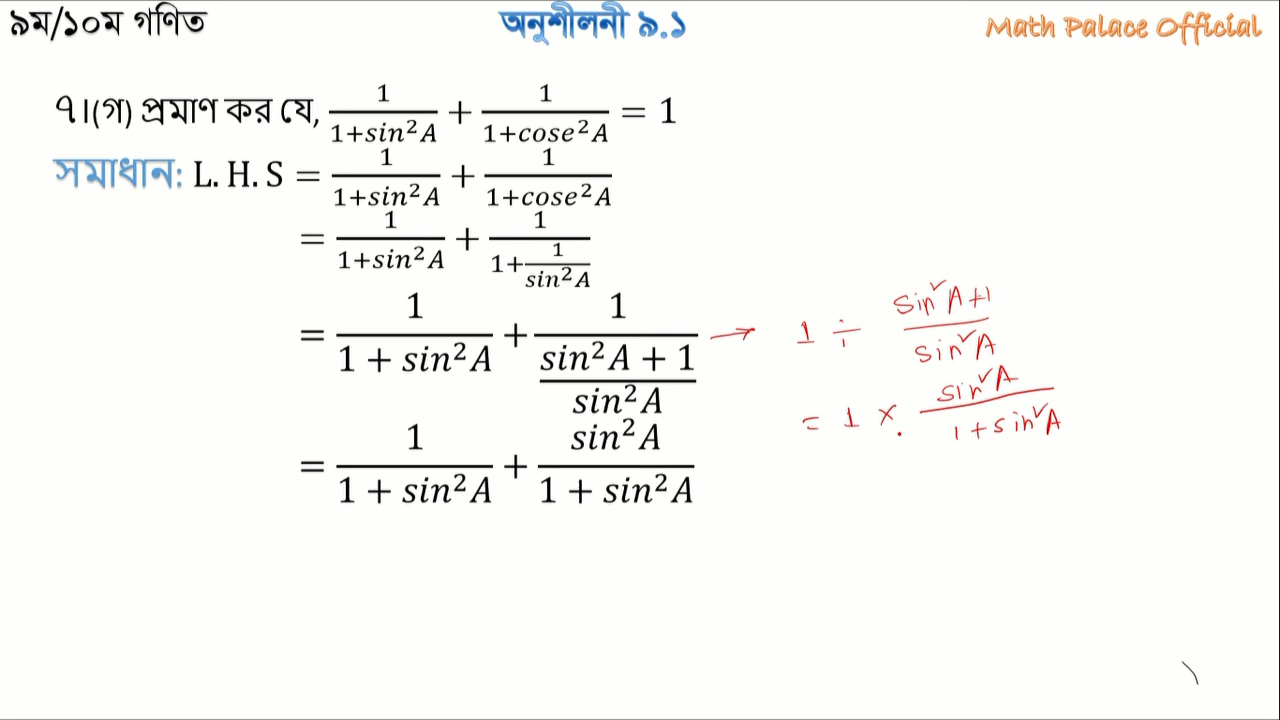 ৯ম/১০ম গণিত অনুশীলনী ৯.১ Math Palace Official
৭।(গ) প্রমাণ কর যে, 1/(1+sin²A) + 1/(1+cose²A) = 1
সমাধান: L. H. S = 1/(1+sin²A) + 1/(1+cose²A)
= 1/(1+sin²A) + 1/(1+1/(sin²A))
= 1/(1 + sin²A) + 1/((sin²A + 1)/(sin²A)) → 1 ÷ (sin²A+1)/(sin²A)
= 1 × (sin²A)/(1+sin²A)
= 1/(1 + sin²A) + (sin²A)/(1 + sin²A)